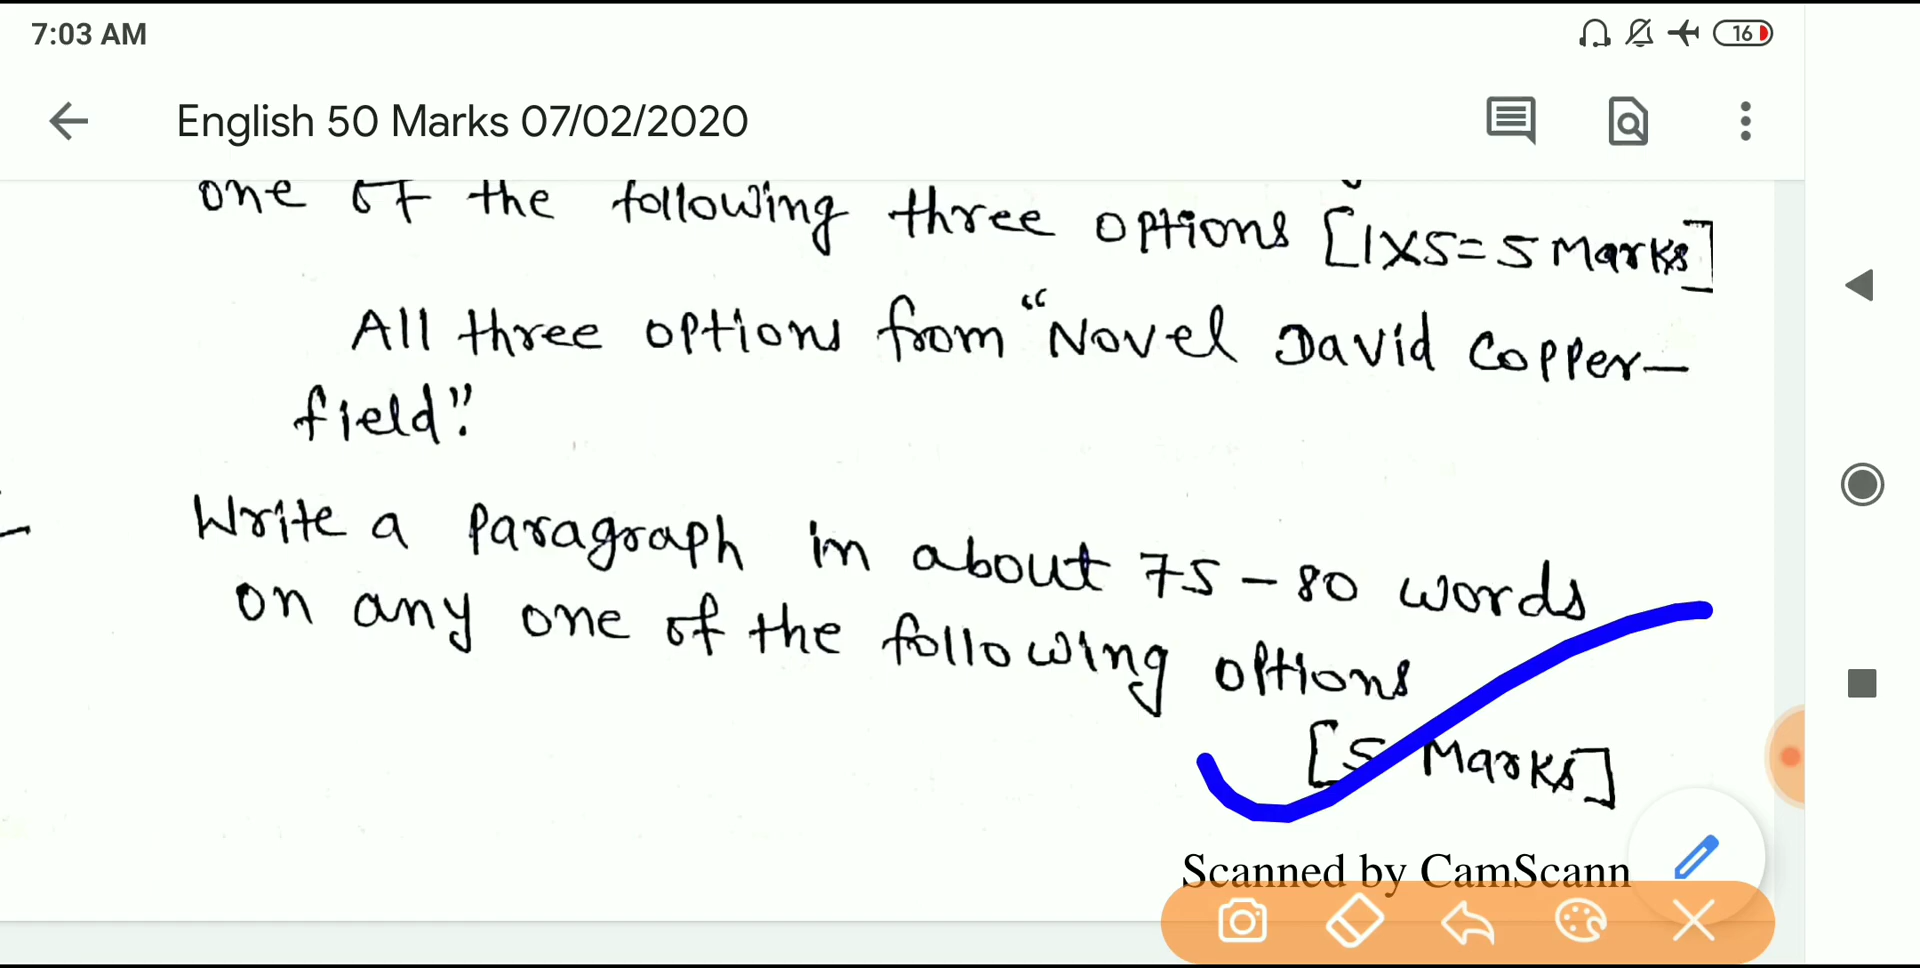 7:03 AM
16
English 50 Marks 07/02/2020
one of the following three options [1X5=5 Marks]
All three options from "Novel David Copper-
field".
Write a Paragraph in about 75-80 words
on any one of the following options
[5 Marks]
Scanned by CamScann